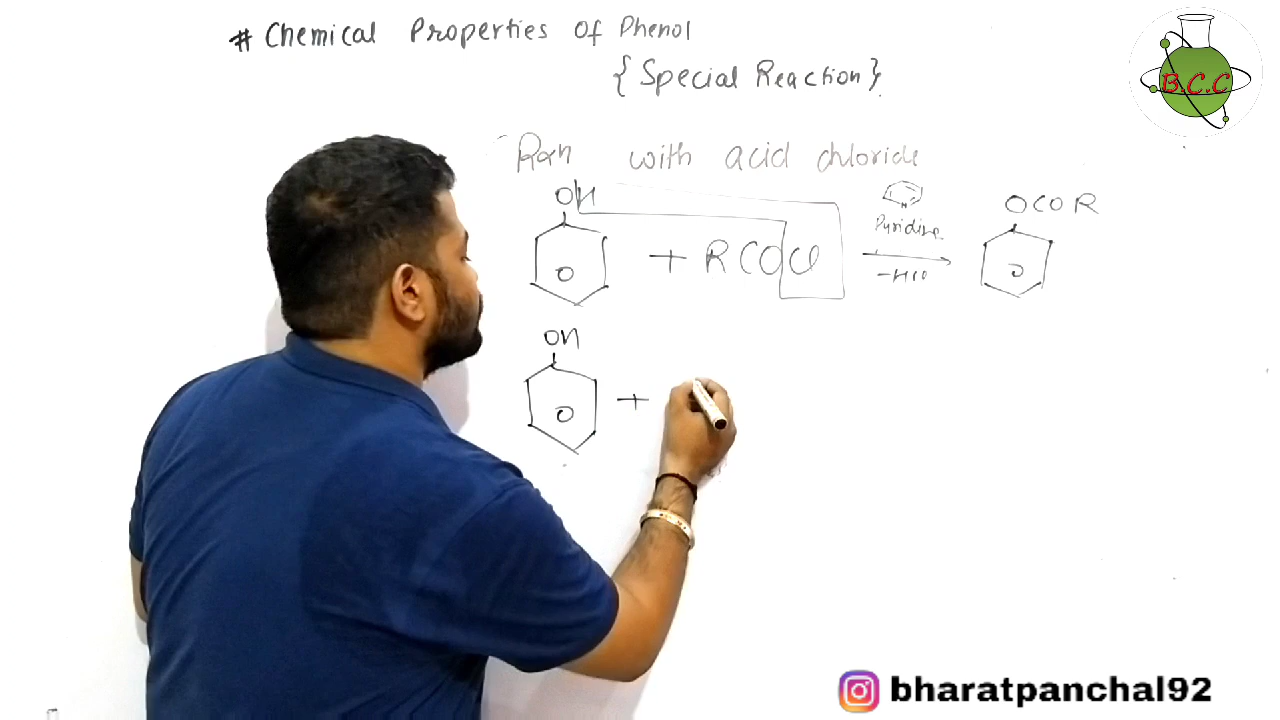 # Chemical Properties Of Phenol
{Special Reaction}
B.C.C
Rxn with acid chloride
OH
+ RCOCl
Pyridine
N
-HCl
OCOR
OH
+
bharatpanchal92